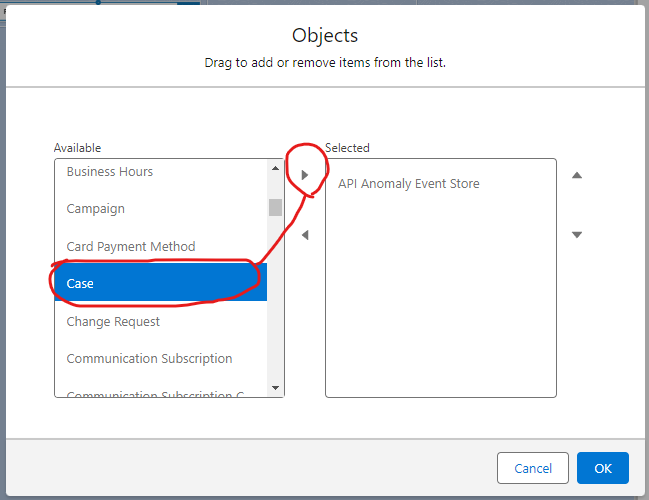 Objects
Drag to add or remove items from the list.
Available
Selected
Business Hours
Campaign
Card Payment Method
Case
Change Request
Communication Subscription
Communication Subscription C
API Anomaly Event Store
Cancel
OK